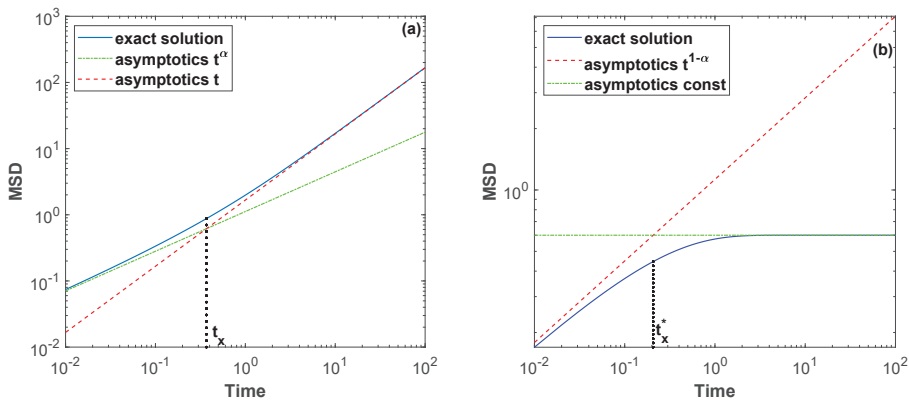 10^3
10^2
10^1
10^0
10^-1
10^-2
MSD
exact solution
asymptotics t^α
asymptotics t
(a)
t_x
10^-2 10^-1 10^0 10^1 10^2
Time
10^0
MSD
exact solution
asymptotics t^1-α
asymptotics const
(b)
t_x^*
10^-2 10^-1 10^0 10^1 10^2
Time